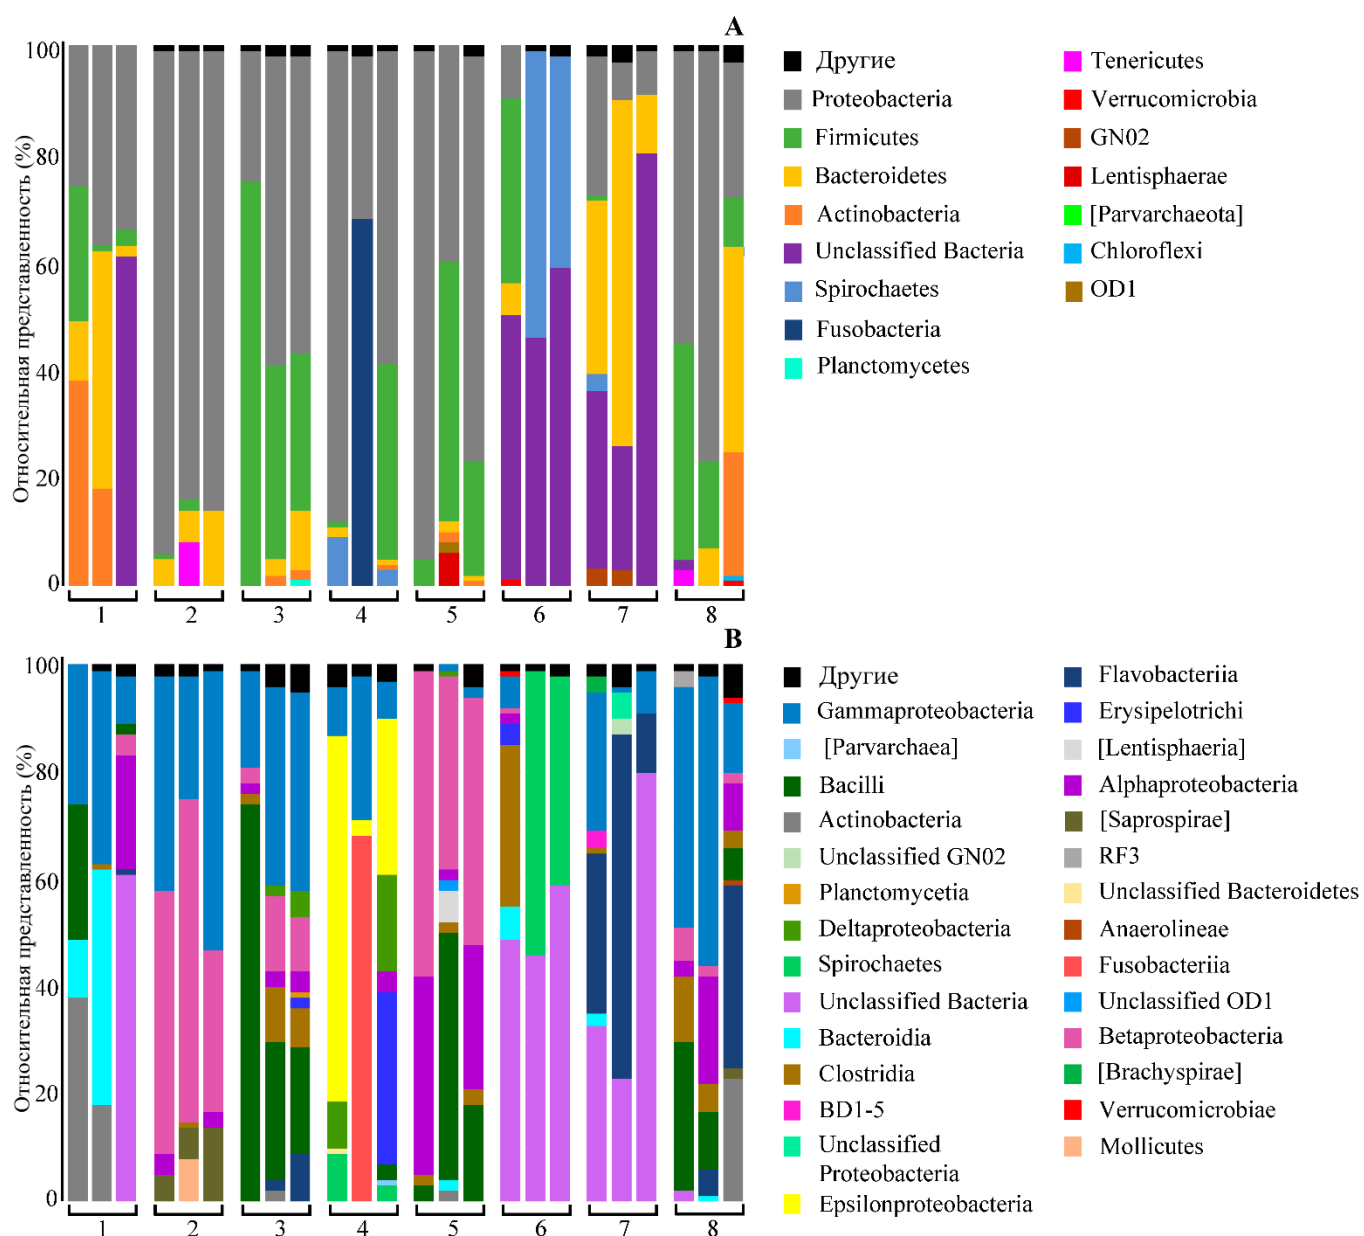 A
Относительная представленность (%)
100
80
60
40
20
0
1 2 3 4 5 6 7 8
Другие
Proteobacteria
Firmicutes
Bacteroidetes
Actinobacteria
Unclassified Bacteria
Spirochaetes
Fusobacteria
Planctomycetes
Tenericutes
Verrucomicrobia
GN02
Lentisphaerae
[Parvarchaeota]
Chloroflexi
OD1
B
Относительная представленность (%)
100
80
60
40
20
0
1 2 3 4 5 6 7 8
Другие
Gammaproteobacteria
[Parvarchaea]
Bacilli
Actinobacteria
Unclassified GN02
Planctomycetia
Deltaproteobacteria
Spirochaetes
Unclassified Bacteria
Bacteroidia
Clostridia
BD1-5
Unclassified
Proteobacteria
Epsilonproteobacteria
Flavobacteriia
Erysipelotrichi
[Lentisphaeria]
Alphaproteobacteria
[Saprospirae]
RF3
Unclassified Bacteroidetes
Anaerolineae
Fusobacteriia
Unclassified OD1
Betaproteobacteria
[Brachyspirae]
Verrucomicrobiae
Mollicutes